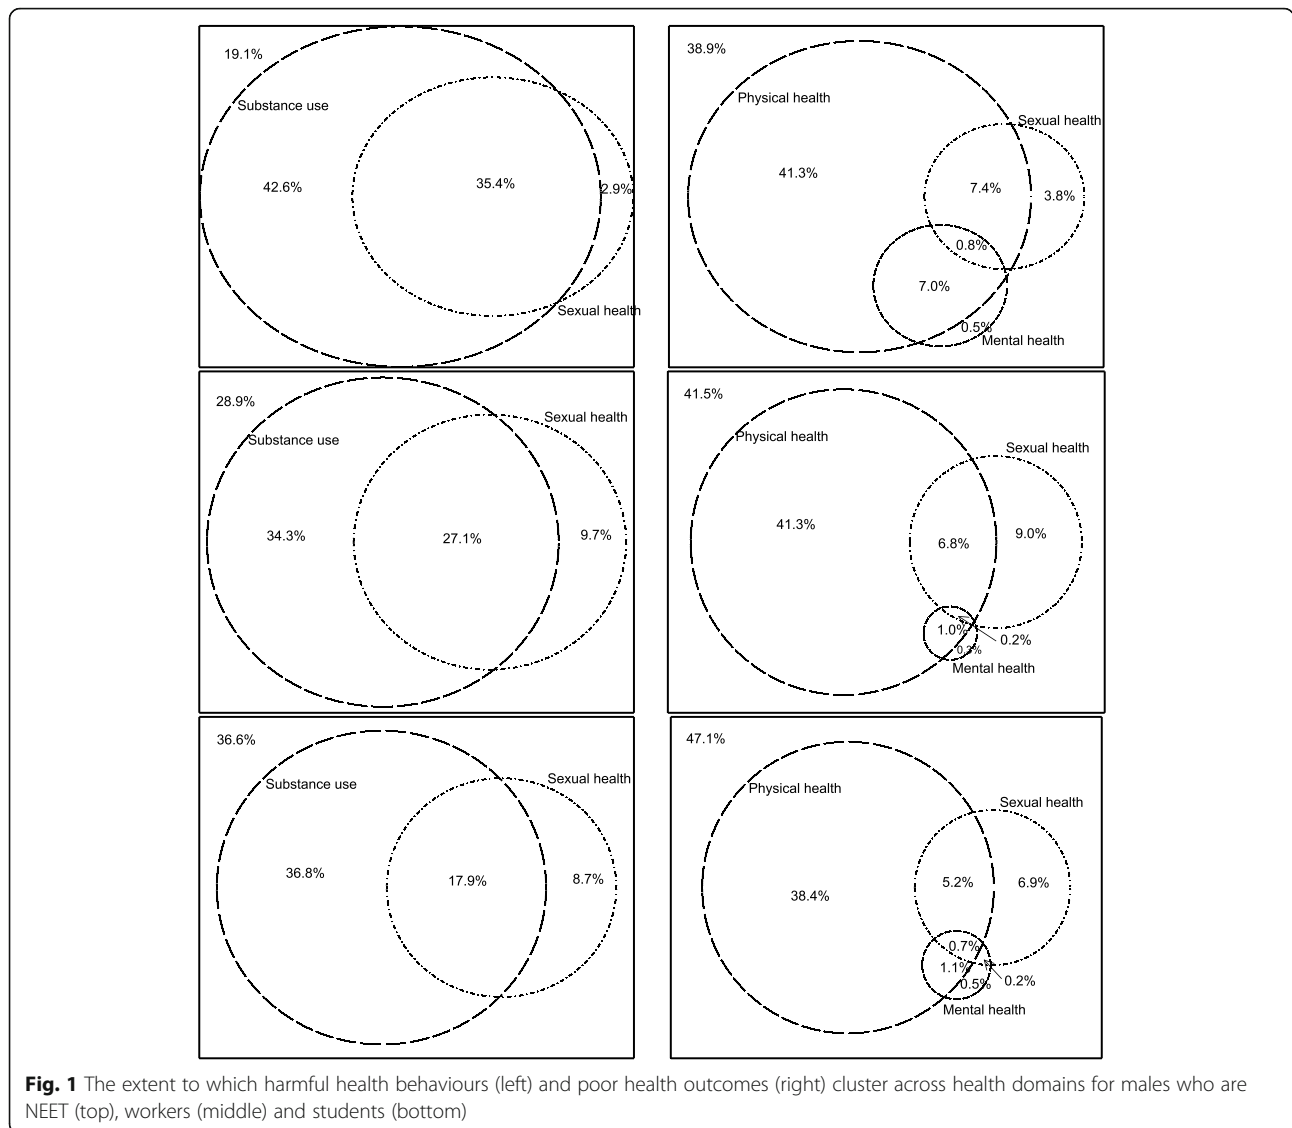 19.1%
Substance use
42.6%
35.4%
2.9%
Sexual health
38.9%
Physical health
Sexual health
41.3%
7.4%
3.8%
0.8%
7.0%
0.5%
Mental health
28.9%
Sexual health
Substance use
34.3%
27.1%
9.7%
41.5%
Physical health
Sexual health
41.3%
6.8%
9.0%
1.0%
0.2%
Mental health
36.6%
Substance use
Sexual health
36.8%
17.9%
8.7%
47.1%
Physical health
Sexual health
38.4%
5.2%
6.9%
0.7%
1.1%
0.5%
0.2%
Mental health
Fig. 1 The extent to which harmful health behaviours (left) and poor health outcomes (right) cluster across health domains for males who are
NEET (top), workers (middle) and students (bottom)